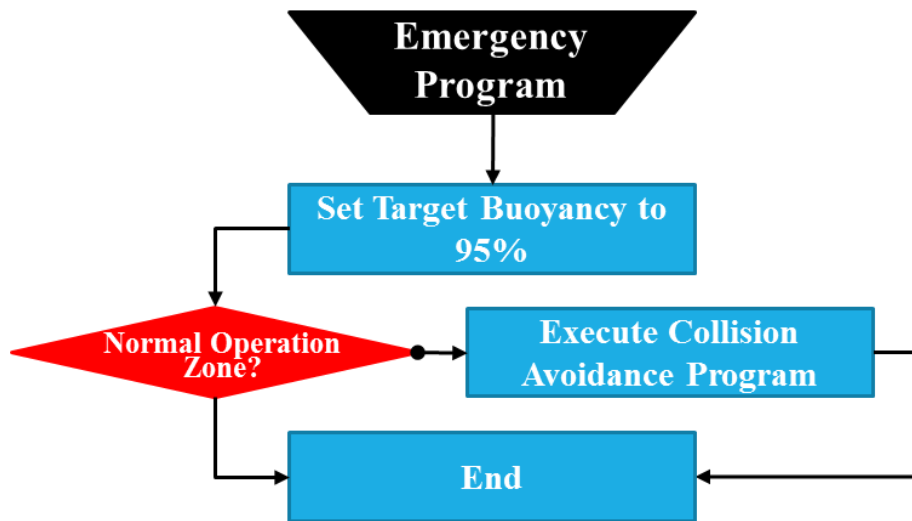 Emergency
Program
Set Target Buoyancy to
95%
Normal Operation
Zone?
Execute Collision
Avoidance Program
End